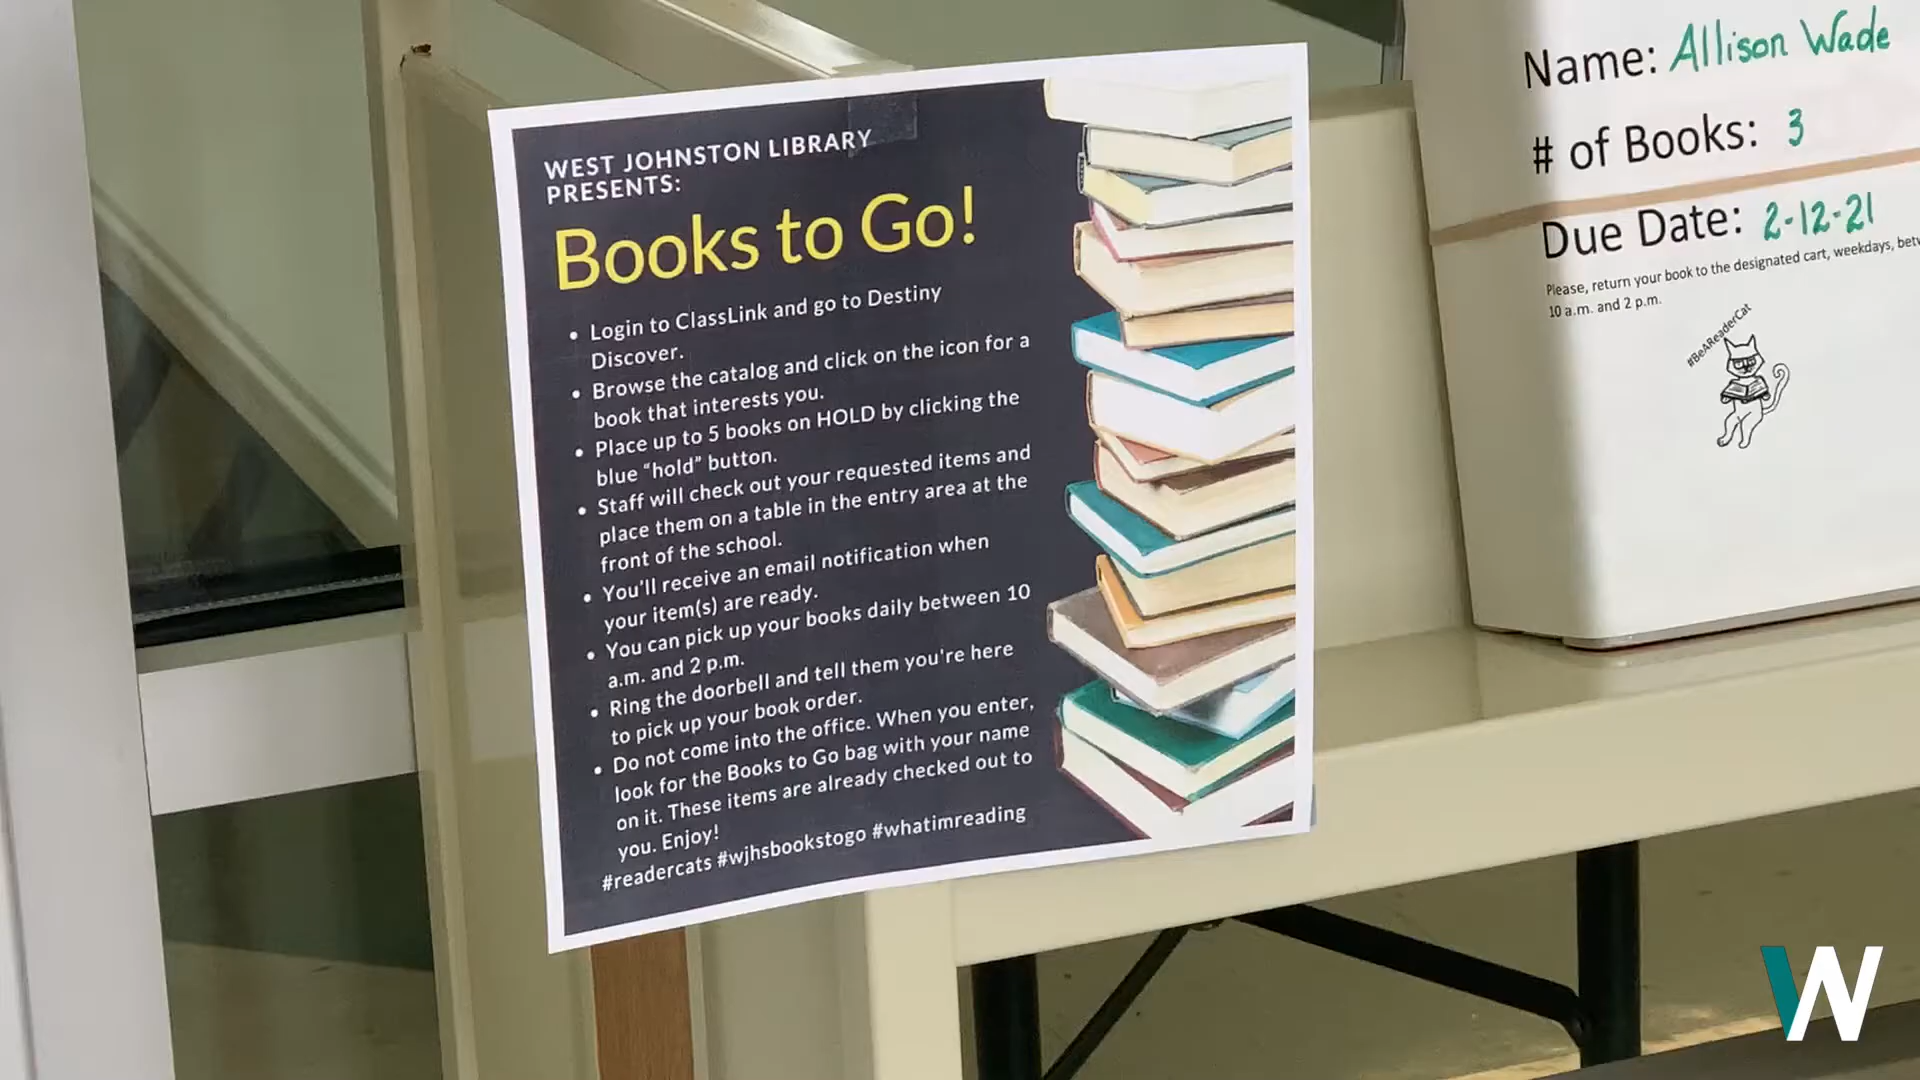 WEST JOHNSTON LIBRARY
PRESENTS:
Books to Go!
• Login to ClassLink and go to Destiny
Discover.
• Browse the catalog and click on the icon for a
book that interests you.
• Place up to 5 books on HOLD by clicking the
blue “hold” button.
• Staff will check out your requested items and
place them on a table in the entry area at the
front of the school.
• You'll receive an email notification when
your item(s) are ready.
• You can pick up your books daily between 10
a.m. and 2 p.m.
• Ring the doorbell and tell them you're here
to pick up your book order.
• Do not come into the office. When you enter,
look for the Books to Go bag with your name
on it. These items are already checked out to
you. Enjoy!
#readercats #wjhsbookstogo #whatimreading
Name: Allison Wade
# of Books: 3
Due Date: 2-12-21
Please, return your book to the designated cart, weekdays,
10 a.m. and 2 p.m.
#BeAReaderCat
W